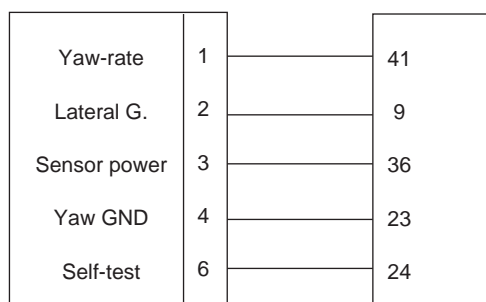 Yaw-rate 1 41
Lateral G. 2 9
Sensor power 3 36
Yaw GND 4 23
Self-test 6 24